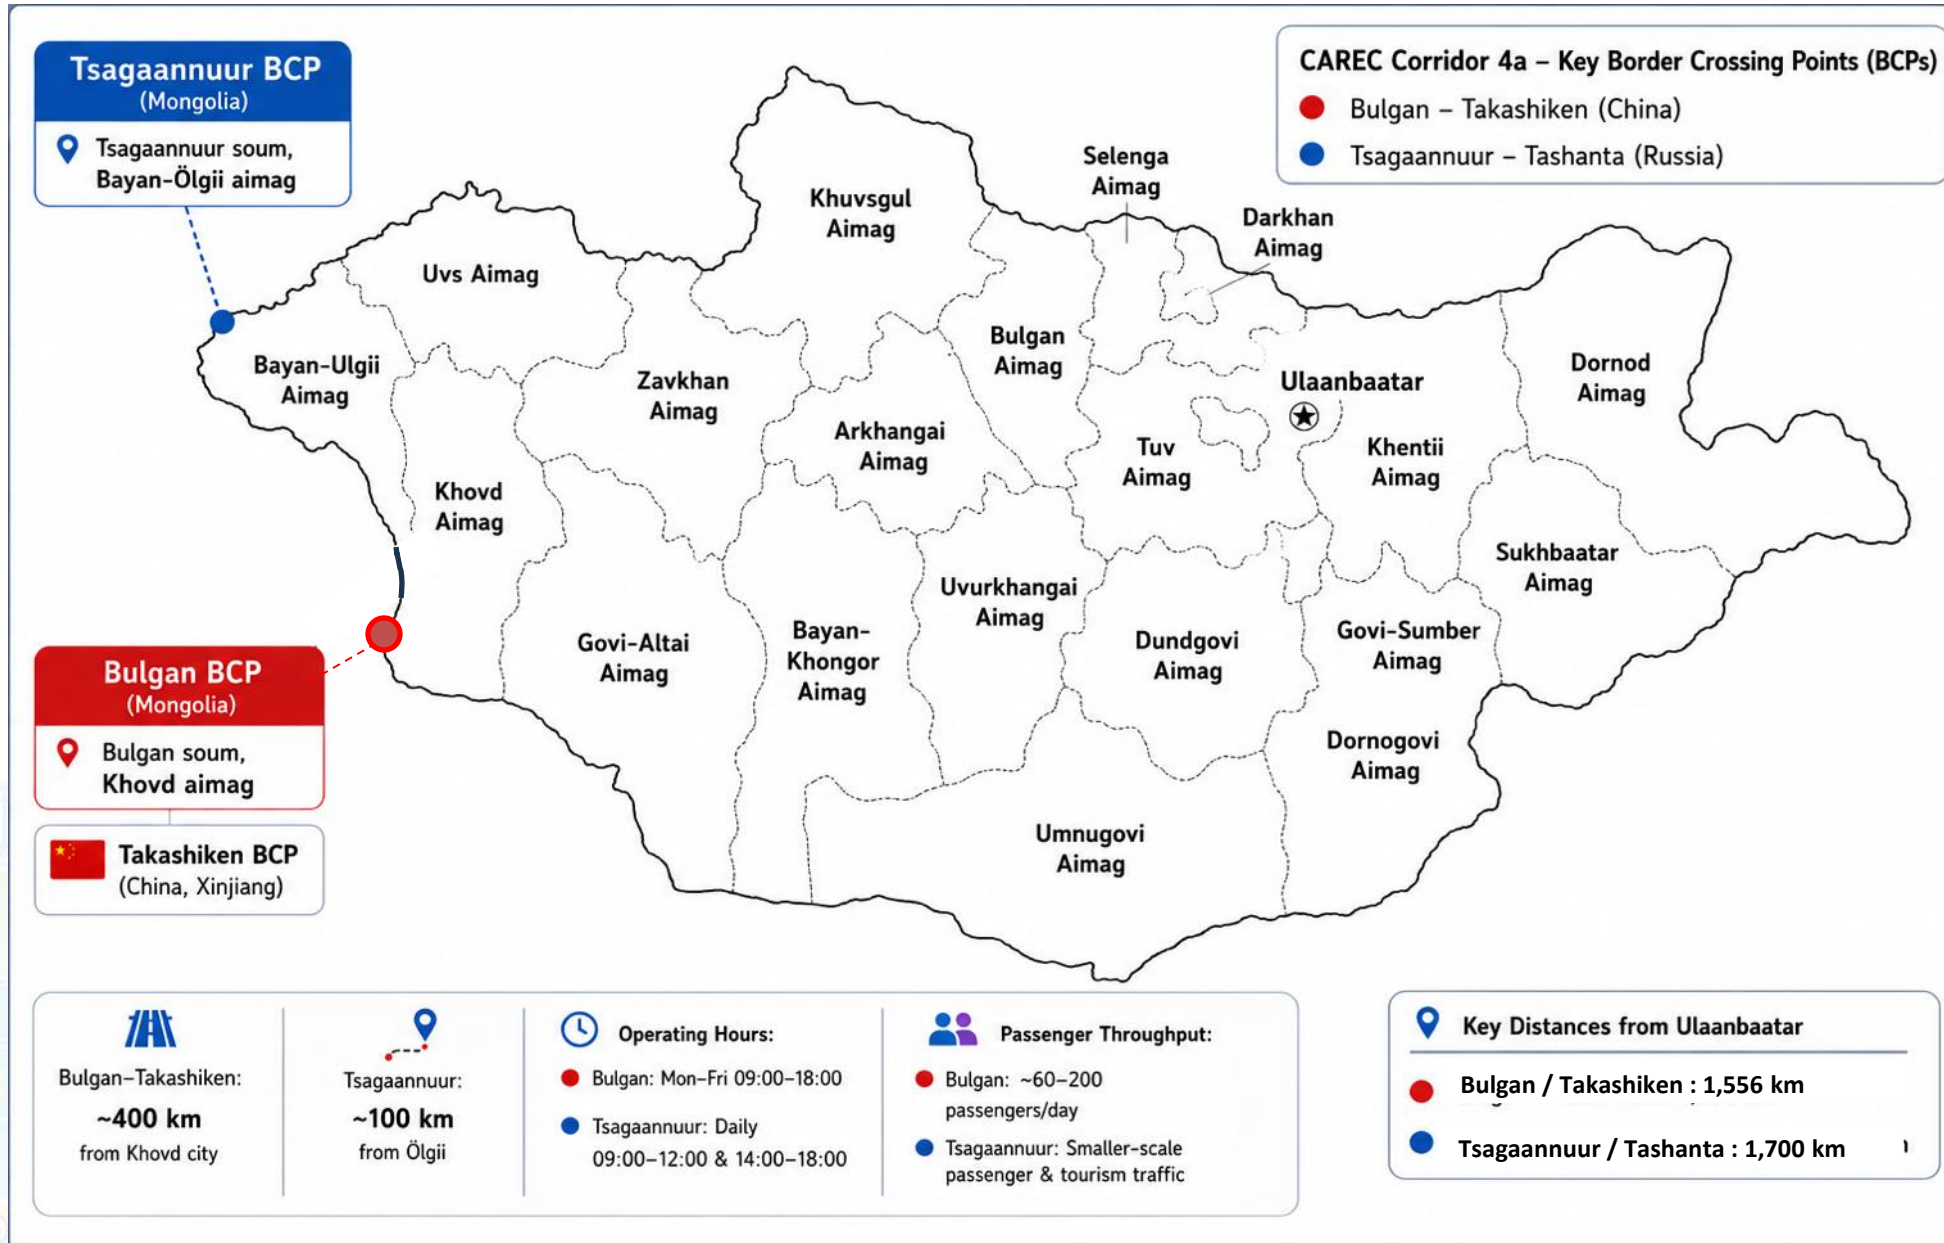 Tsagaannuur BCP
(Mongolia)
Tsagaannuur soum,
Bayan-Ölgii aimag
CAREC Corridor 4a – Key Border Crossing Points (BCPs)
Bulgan – Takashiken (China)
Tsagaannuur – Tashanta (Russia)
Selenga
Aimag
Khuvsgul
Aimag
Darkhan
Aimag
Uvs Aimag
Bulgan
Aimag
Bayan-Ulgii
Aimag
Zavkhan
Aimag
Ulaanbaatar
Dornod
Aimag
Arkhangai
Aimag
Tuv
Aimag
Khentii
Aimag
Khovd
Aimag
Sukhbaatar
Aimag
Uvurkhangai
Aimag
Govi-Altai
Aimag
Bayan-
Khongor
Aimag
Dundgovi
Aimag
Govi-Sumber
Aimag
Dornogovi
Aimag
Umnugovi
Aimag
Bulgan BCP
(Mongolia)
Bulgan soum,
Khovd aimag
Takashiken BCP
(China, Xinjiang)
Bulgan–Takashiken:
~400 km
from Khovd city
Tsagaannuur:
~100 km
from Ölgii
Operating Hours:
Bulgan: Mon–Fri 09:00–18:00
Tsagaannuur: Daily
09:00–12:00 & 14:00–18:00
Passenger Throughput:
Bulgan: ~60–200
passengers/day
Tsagaannuur: Smaller-scale
passenger & tourism traffic
Key Distances from Ulaanbaatar
Bulgan / Takashiken : 1,556 km
Tsagaannuur / Tashanta : 1,700 km